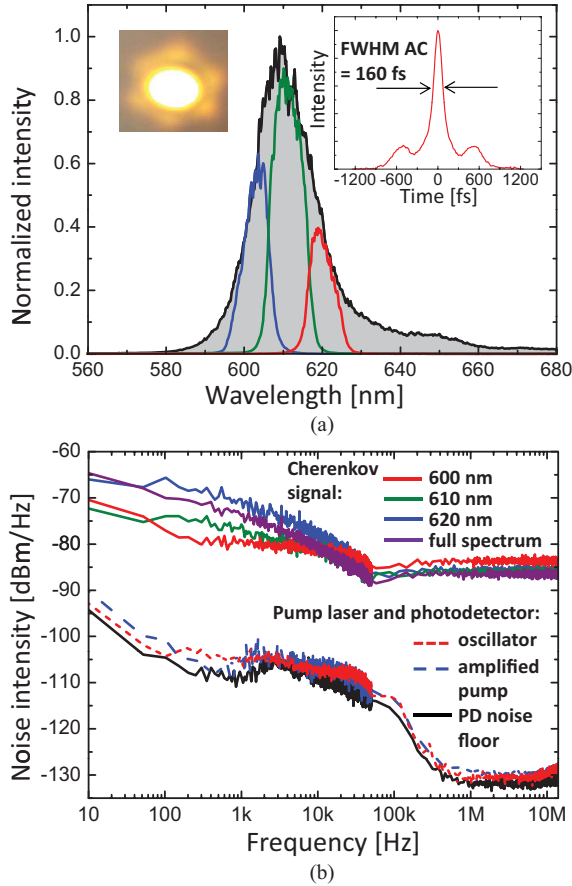 FWHM AC
= 160 fs
Intensity
-1200 -600 0 600 1200
Time [fs]
Normalized intensity
1.0
0.8
0.6
0.4
0.2
0.0
560 580 600 620 640 660 680
Wavelength [nm]
(a)
Noise intensity [dBm/Hz]
-60
-70
-80
-90
-100
-110
-120
-130
Cherenkov
signal:
600 nm
610 nm
620 nm
full spectrum
Pump laser and photodetector:
oscillator
amplified
pump
PD noise
floor
10 100 1k 10k 100k 1M 10M
Frequency [Hz]
(b)